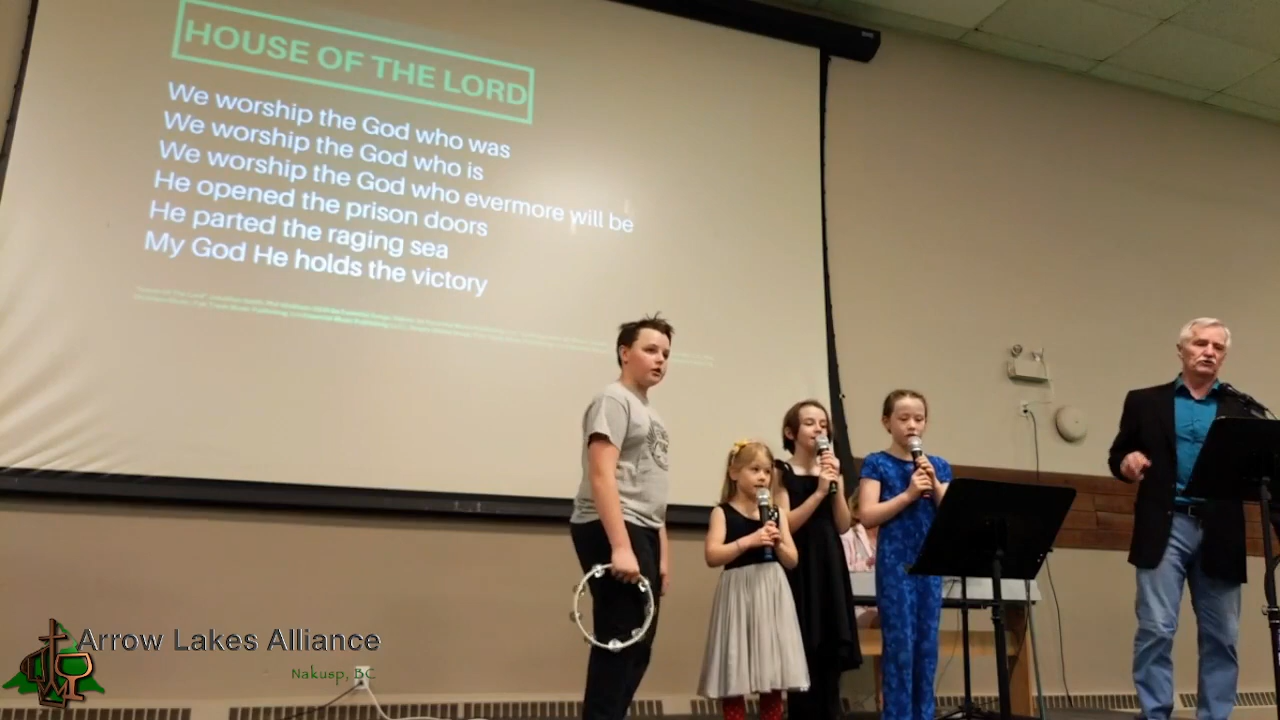 HOUSE OF THE LORD
We worship the God who was
We worship the God who is
We worship the God who evermore will be
He opened the prison doors
He parted the raging sea
My God He holds the victory
Arrow Lakes Alliance
Nakusp, BC